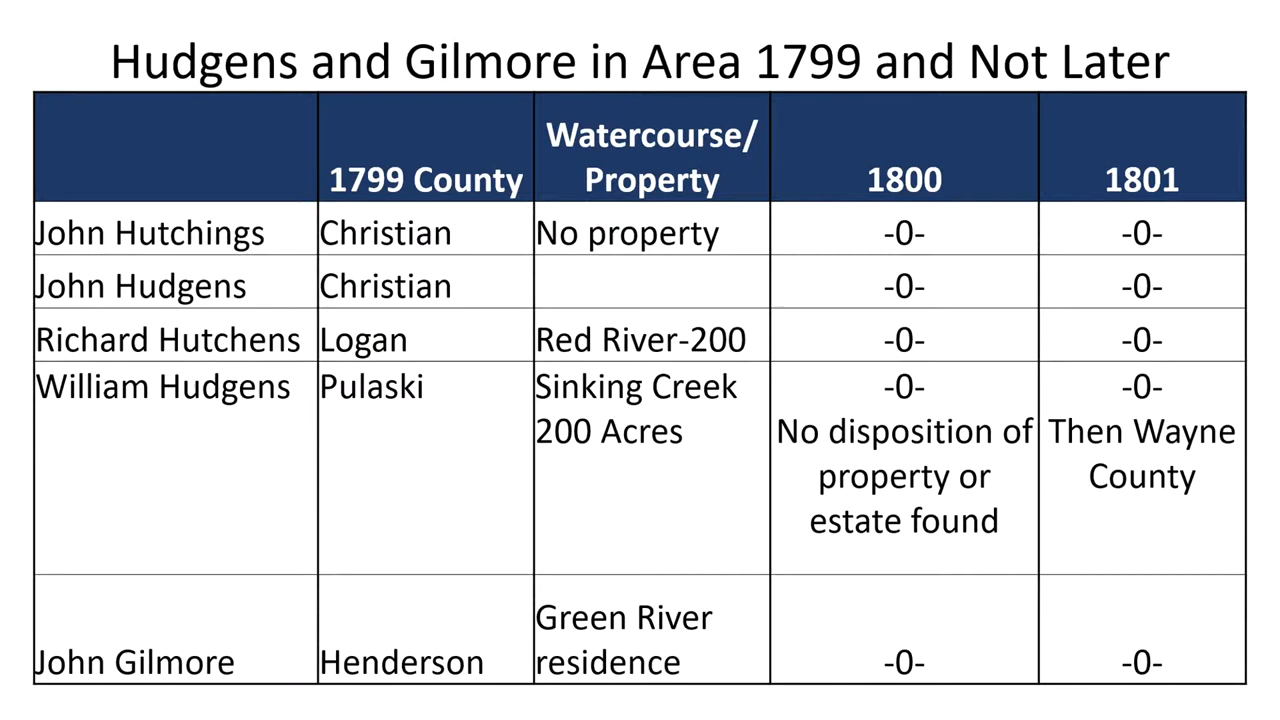 Hudgens and Gilmore in Area 1799 and Not Later
1799 County Watercourse/ Property 1800 1801
John Hutchings Christian No property -0- -0-
John Hudgens Christian -0- -0-
Richard Hutchens Logan Red River-200 -0- -0-
William Hudgens Pulaski Sinking Creek -0- -0-
200 Acres No disposition of Then Wayne
property or County
estate found
Green River
John Gilmore Henderson residence -0- -0-